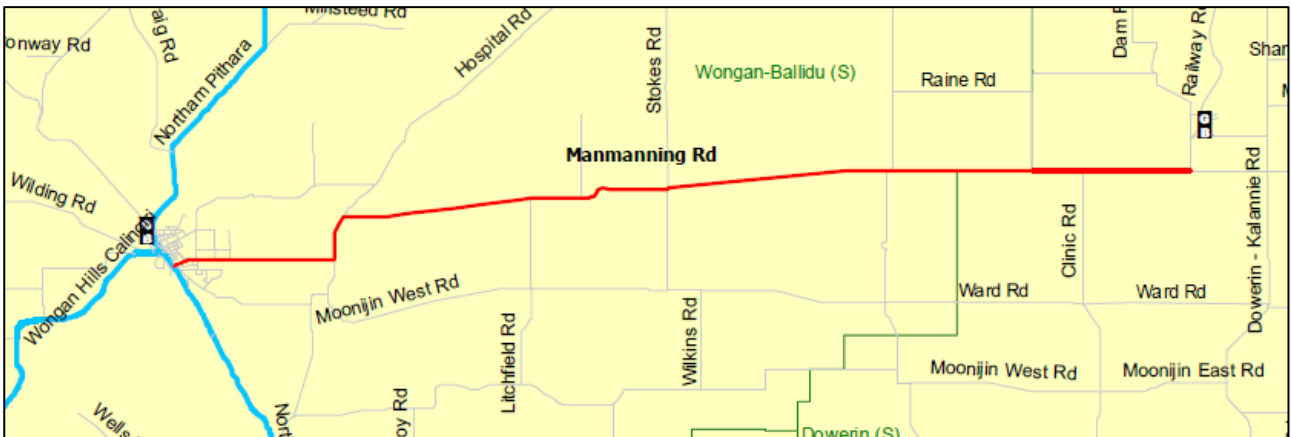 Minsteed Rd
Hospital Rd
onway Rd
aig Rd
Northam Pithara
Stokes Rd
Wongan-Ballidu (S)
Raine Rd
Dam R
Railway Rd
Shar
Manmanning Rd
Wilding Rd
Wongan Hills Calingiri
Moonijin West Rd
Litchfield Rd
Wilkins Rd
Ward Rd
Clinic Rd
Ward Rd
Dowerin - Kalannie Rd
Moonijin West Rd
Moonijin East Rd
Wells
Nort
oy Rd
Dowerin (S)